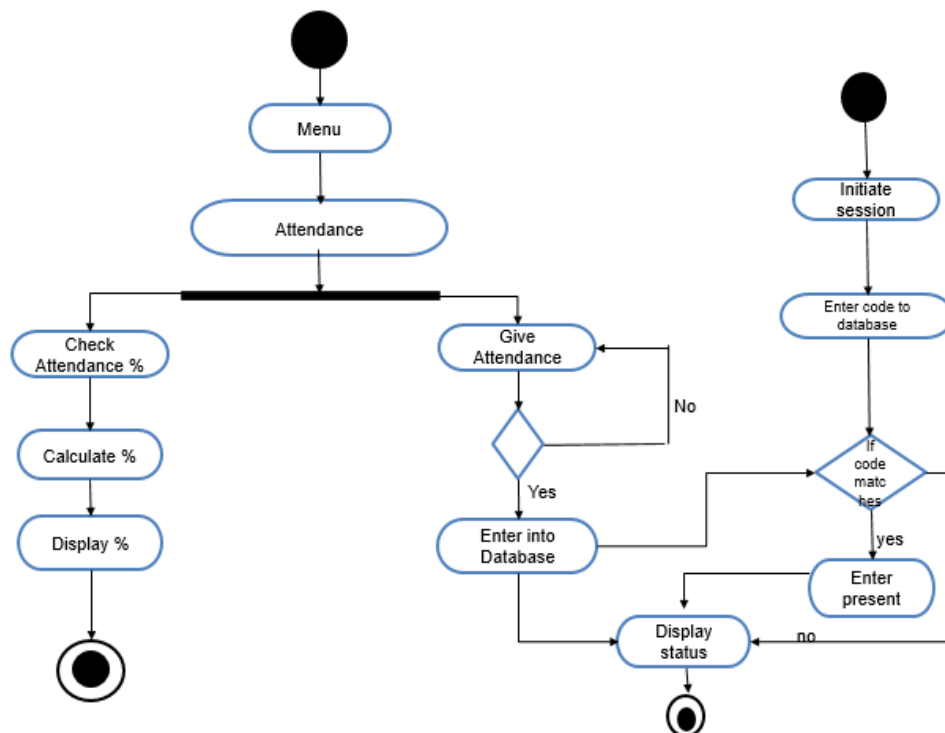 Menu
Attendance
Initiate
session
Enter code to
database
Check
Attendance %
Give
Attendance
No
Calculate %
If
code
matc
hes
Yes
Display %
Enter into
Database
yes
Enter
present
Display
status
no